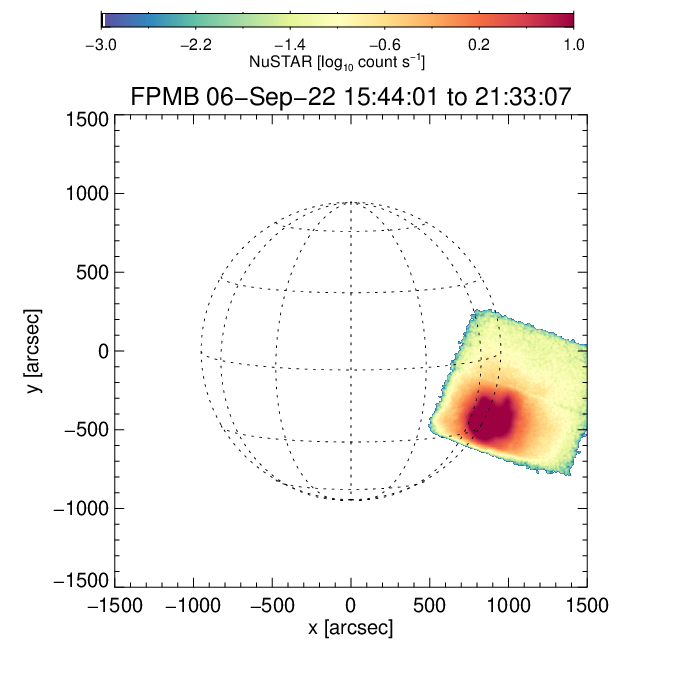 −3.0 −2.2 −1.4 −0.6 0.2 1.0
NuSTAR [log₁₀ count s⁻¹]
FPMB 06−Sep−22 15:44:01 to 21:33:07
1500
1000
500
0
−500
−1000
−1500
y [arcsec]
−1500 −1000 −500 0 500 1000 1500
x [arcsec]